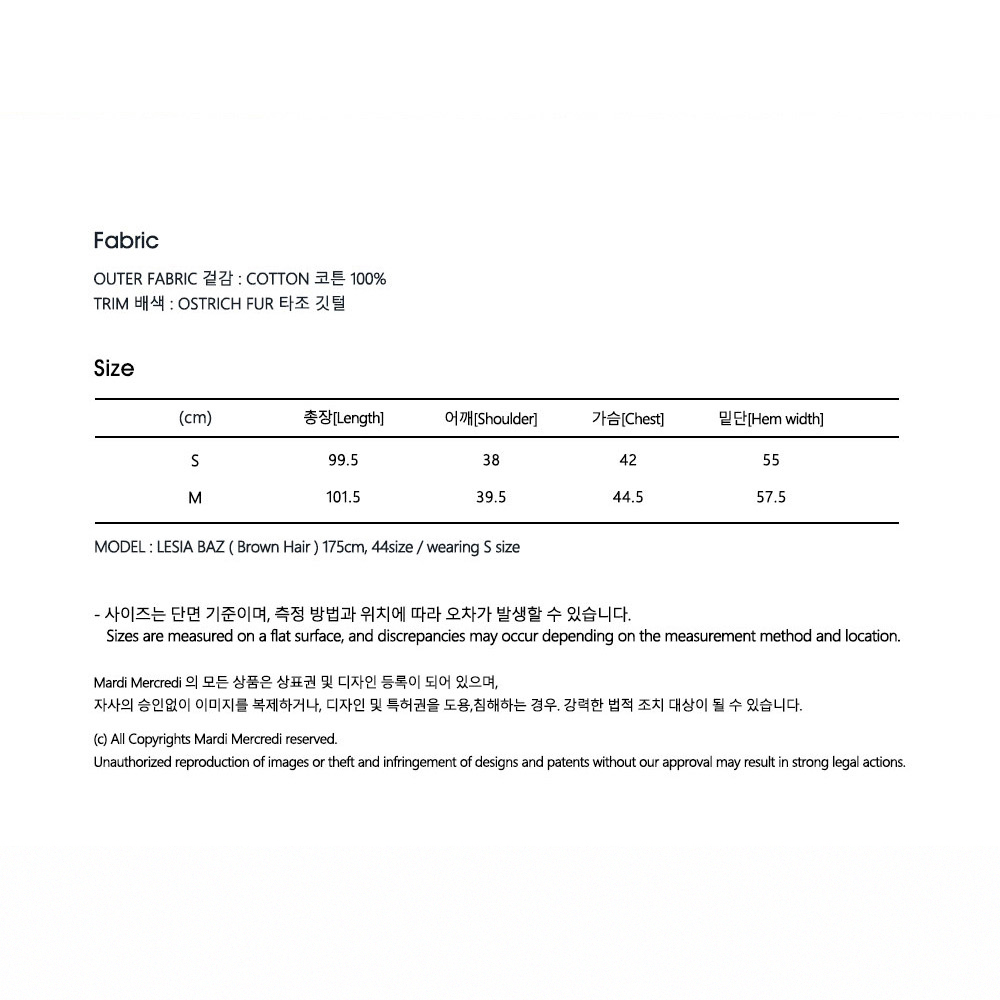 Fabric
OUTER FABRIC 겉감 : COTTON 코튼 100%
TRIM 배색 : OSTRICH FUR 타조 깃털
Size
(cm) 총장[Length] 어깨[Shoulder] 가슴[Chest] 밑단[Hem width]
S 99.5 38 42 55
M 101.5 39.5 44.5 57.5
MODEL : LESIA BAZ ( Brown Hair ) 175cm, 44size / wearing S size
- 사이즈는 단면 기준이며, 측정 방법과 위치에 따라 오차가 발생할 수 있습니다.
Sizes are measured on a flat surface, and discrepancies may occur depending on the measurement method and location.
Mardi Mercredi 의 모든 상품은 상표권 및 디자인 등록이 되어 있으며,
자사의 승인없이 이미지를 복제하거나, 디자인 및 특허권을 도용,침해하는 경우. 강력한 법적 조치 대상이 될 수 있습니다.
(c) All Copyrights Mardi Mercredi reserved.
Unauthorized reproduction of images or theft and infringement of designs and patents without our approval may result in strong legal actions.